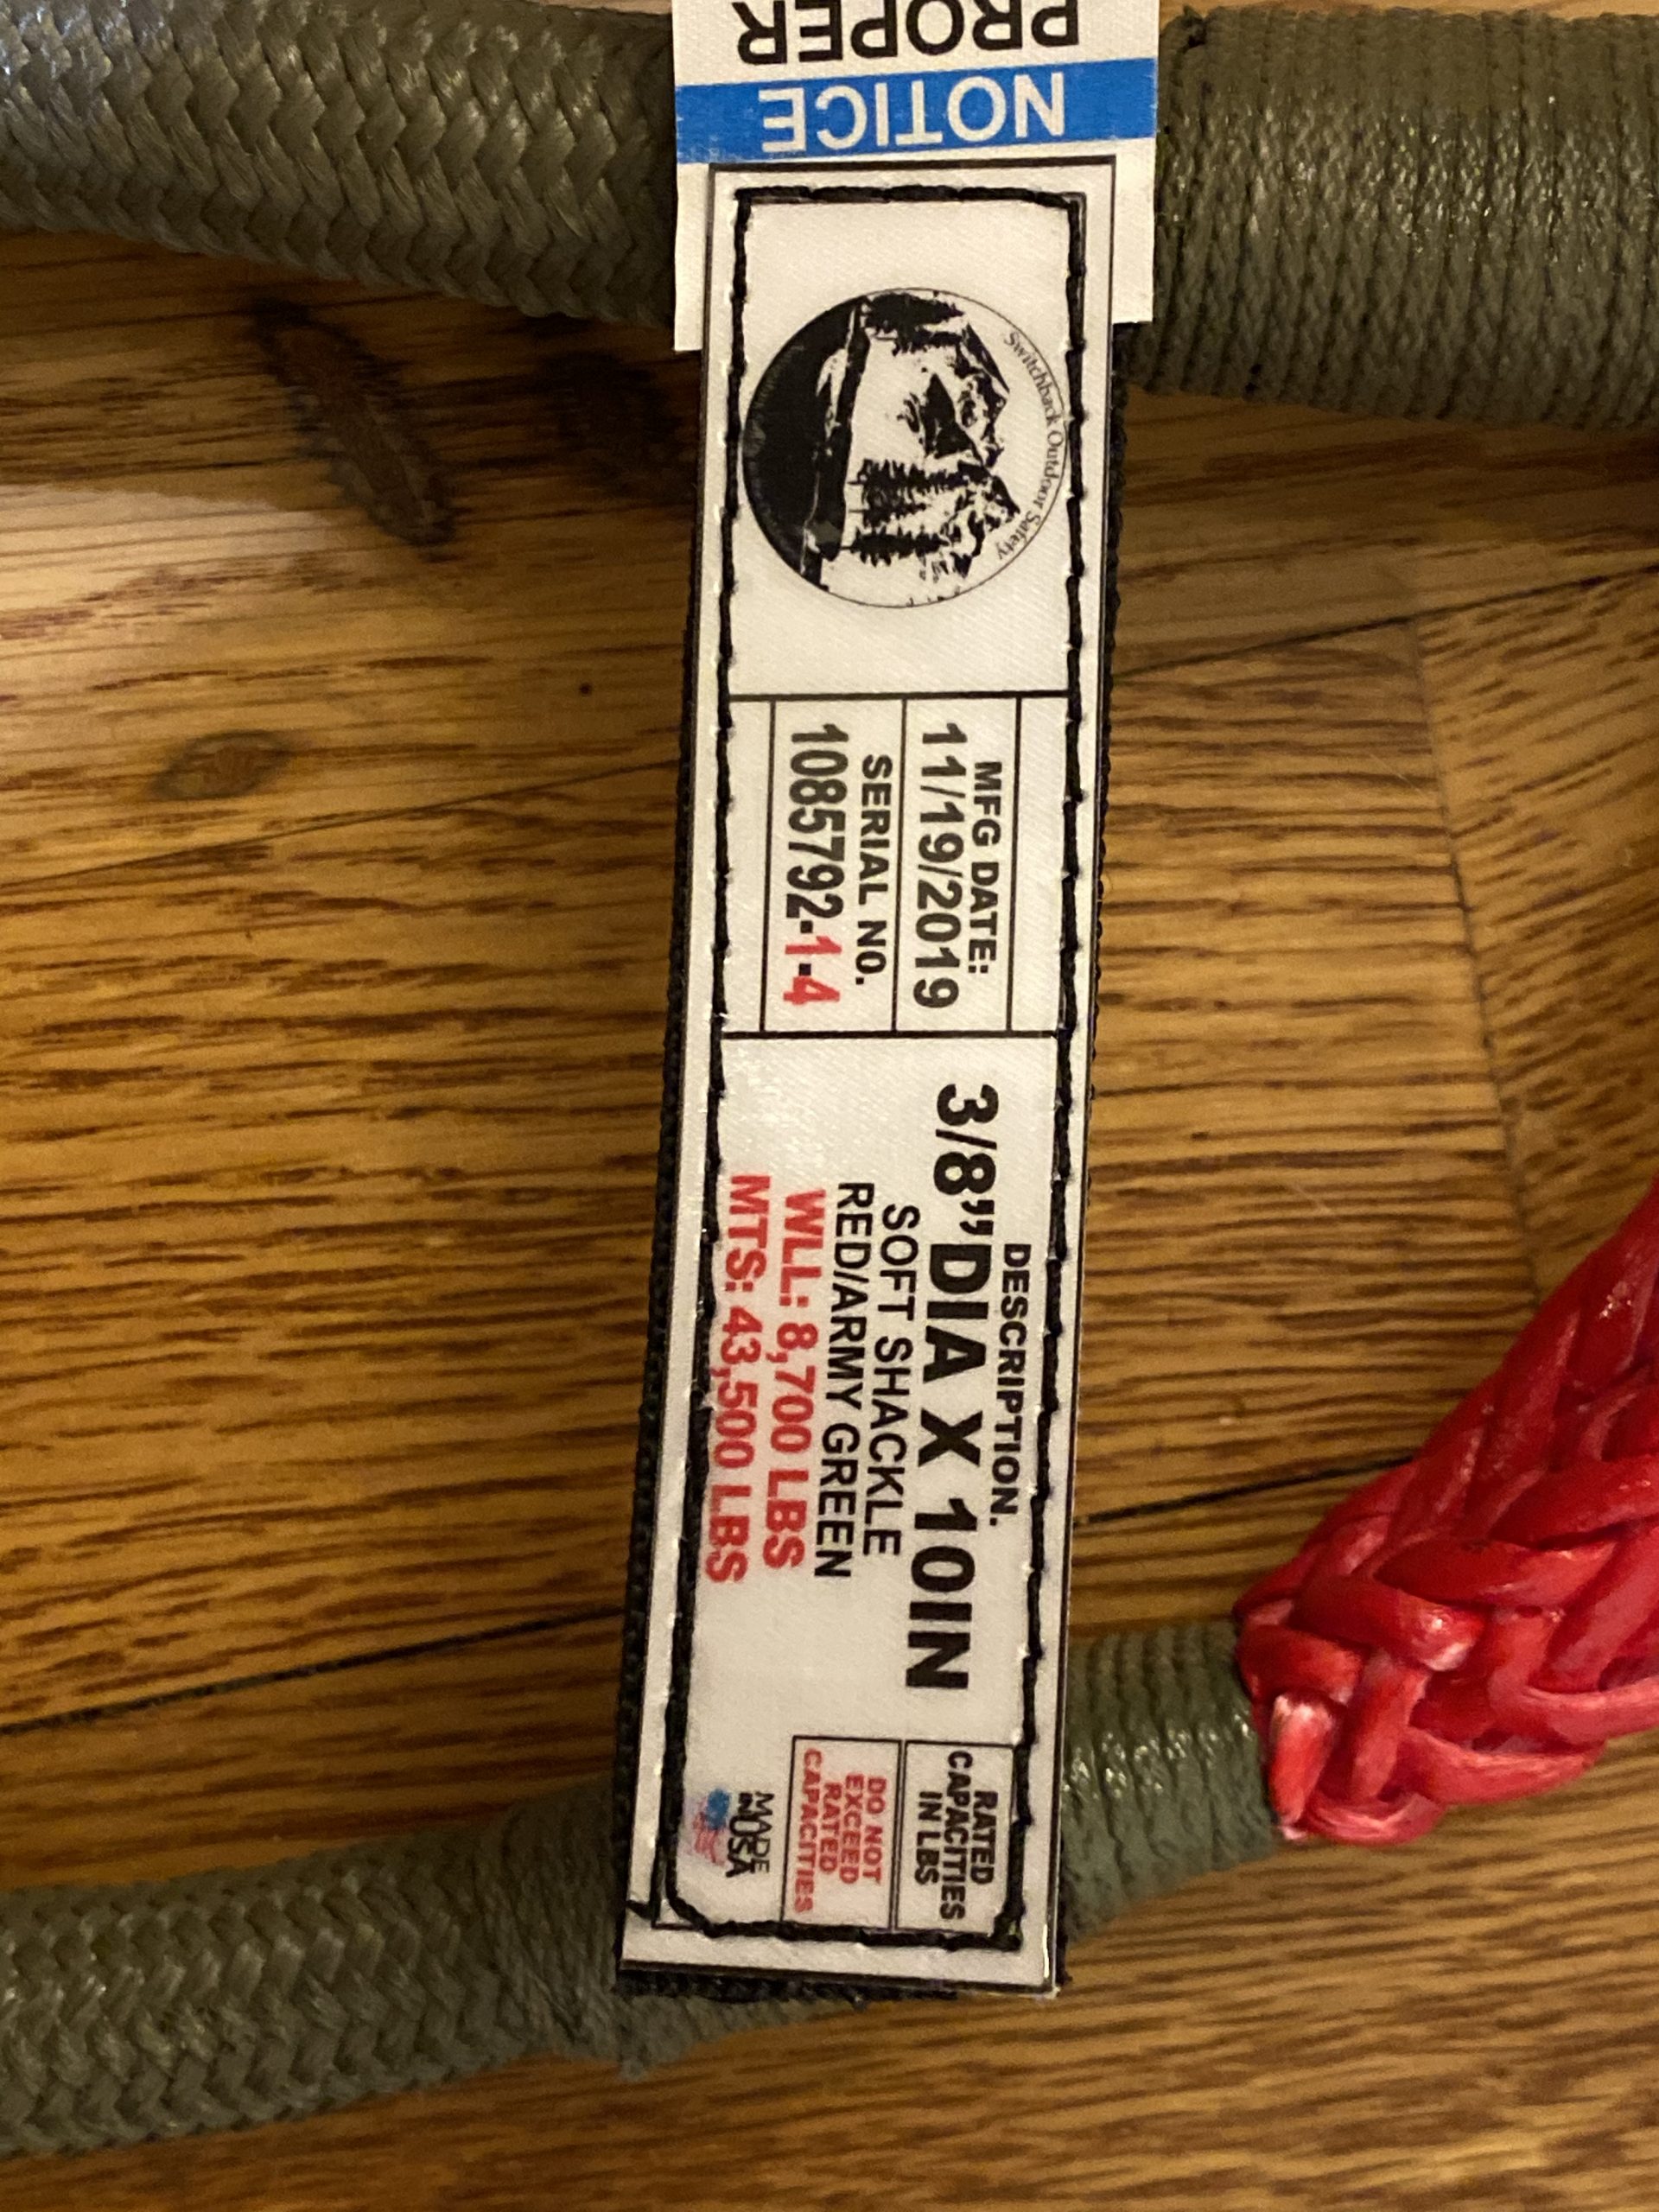 PROPER
NOTICE
Switchback Outdoor Safety
MFG DATE:
11/19/2019
SERIAL NO.
1085792-1-4
DESCRIPTION.
3/8"DIA X 10IN
SOFT SHACKLE
RED/ARMY GREEN
WLL: 8,700 LBS
MTS: 43,500 LBS
RATED
CAPACITIES
IN LBS
DO NOT
EXCEED
RATED
CAPACITIES
MADE
IN USA